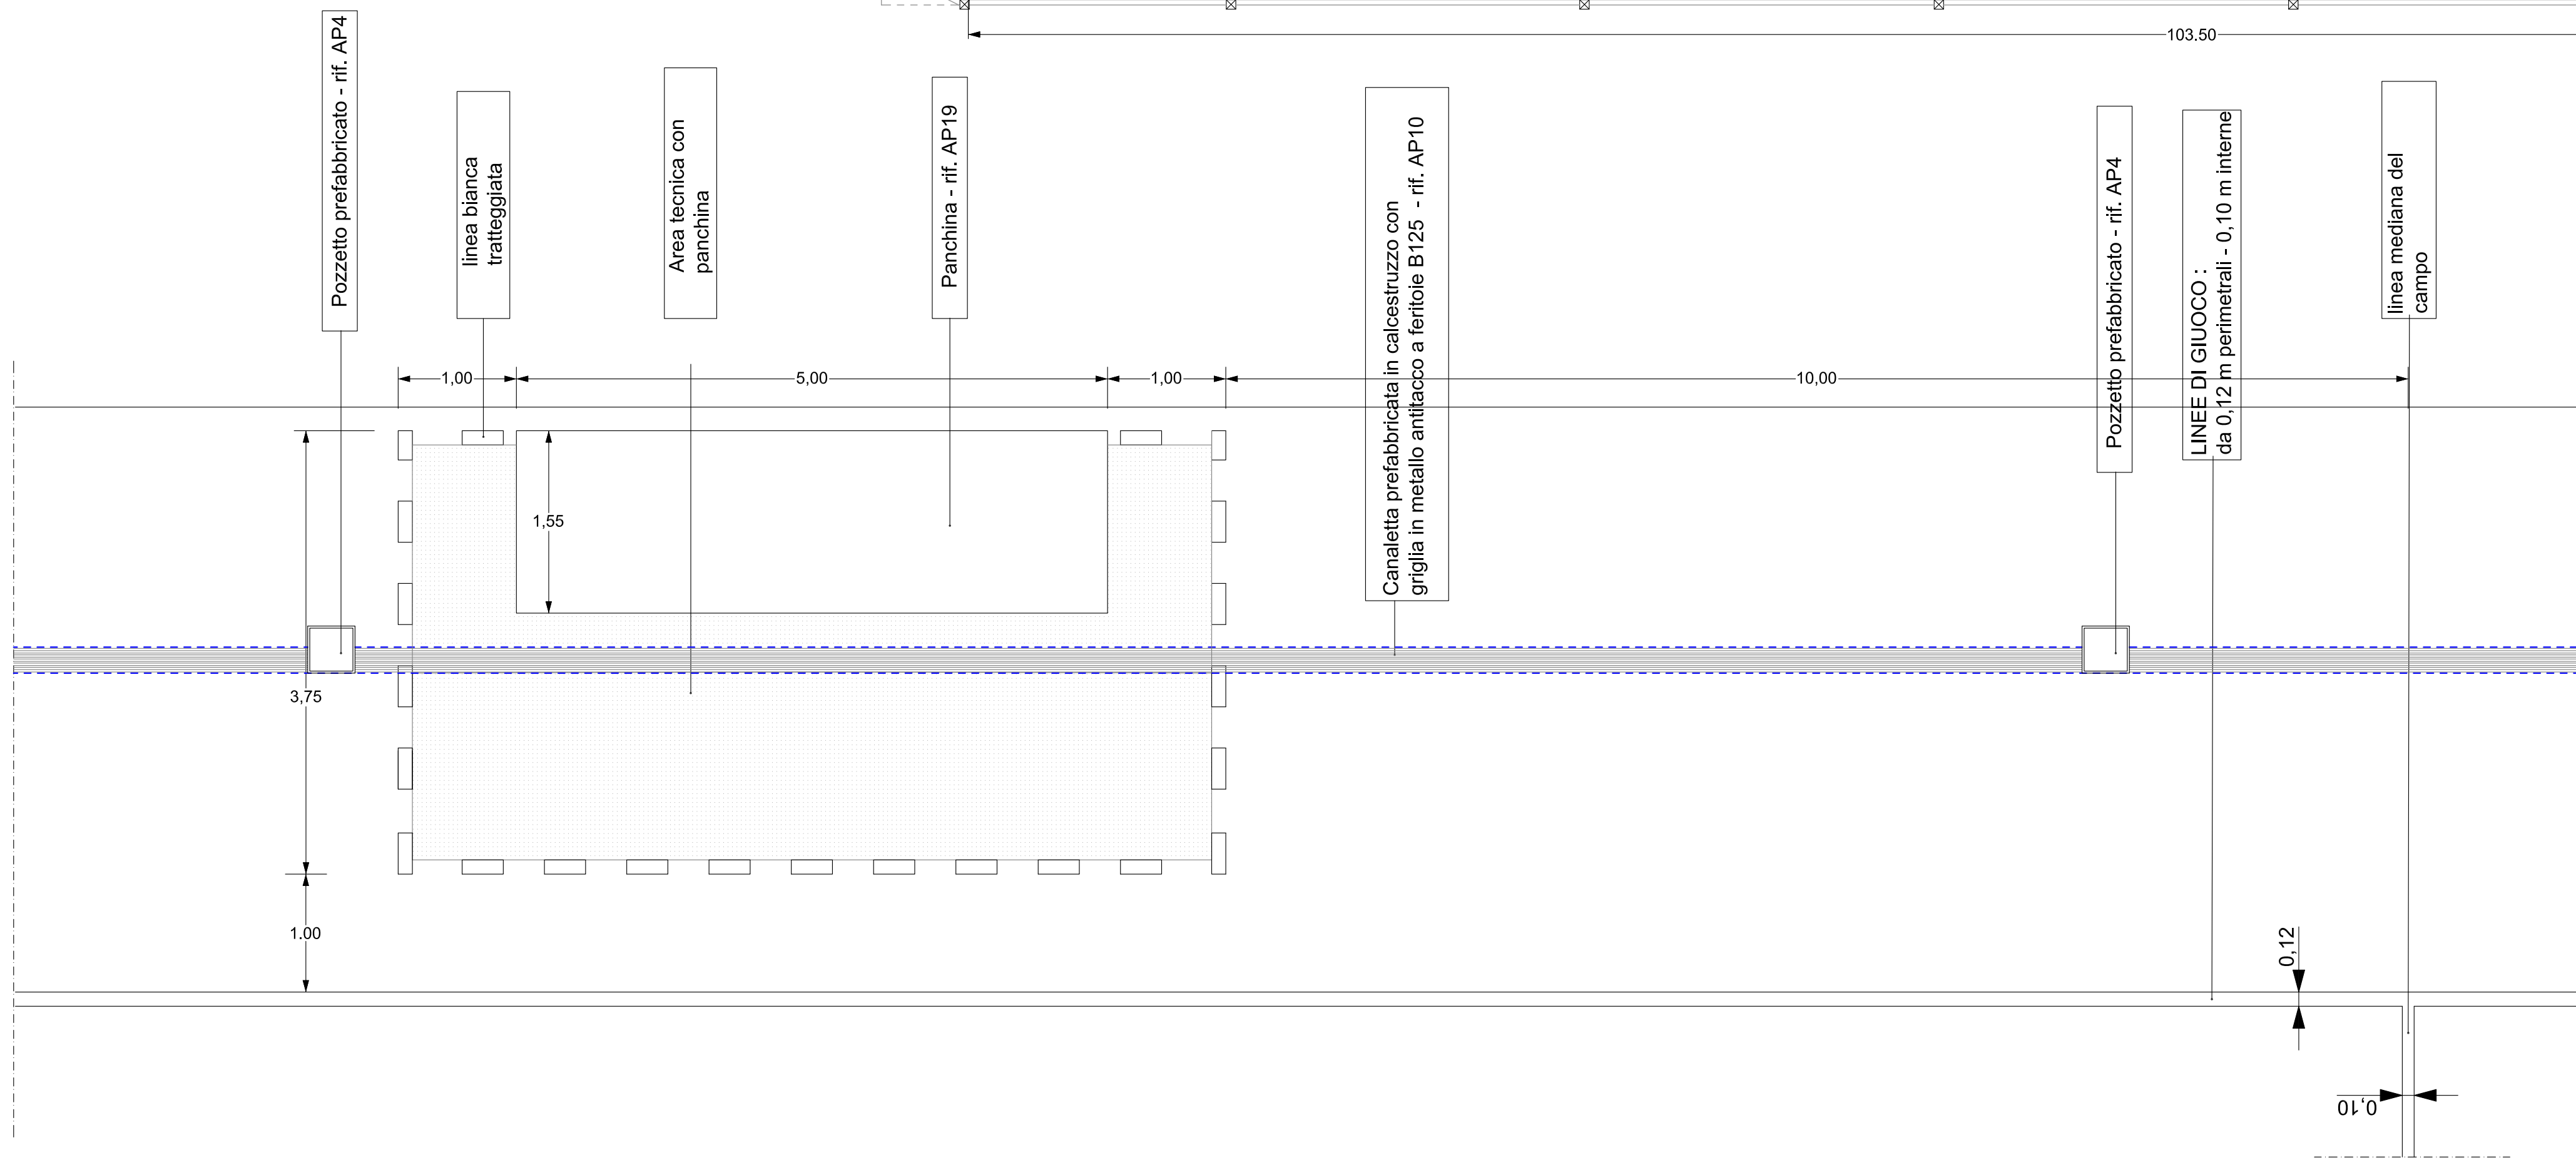 103.50
Pozzetto prefabbricato - rif. AP4
linea bianca
tratteggiata
Area tecnica con
panchina
Panchina - rif. AP19
Canaletta prefabbricata in calcestruzzo con
griglia in metallo antitacco a feritoie B125 - rif. AP10
Pozzetto prefabbricato - rif. AP4
LINEE DI GIUOCO :
da 0,12 m perimetrali - 0,10 m interne
linea mediana del
campo
1,00
5,00
1,00
10,00
1,55
3,75
1.00
0,12
0,10